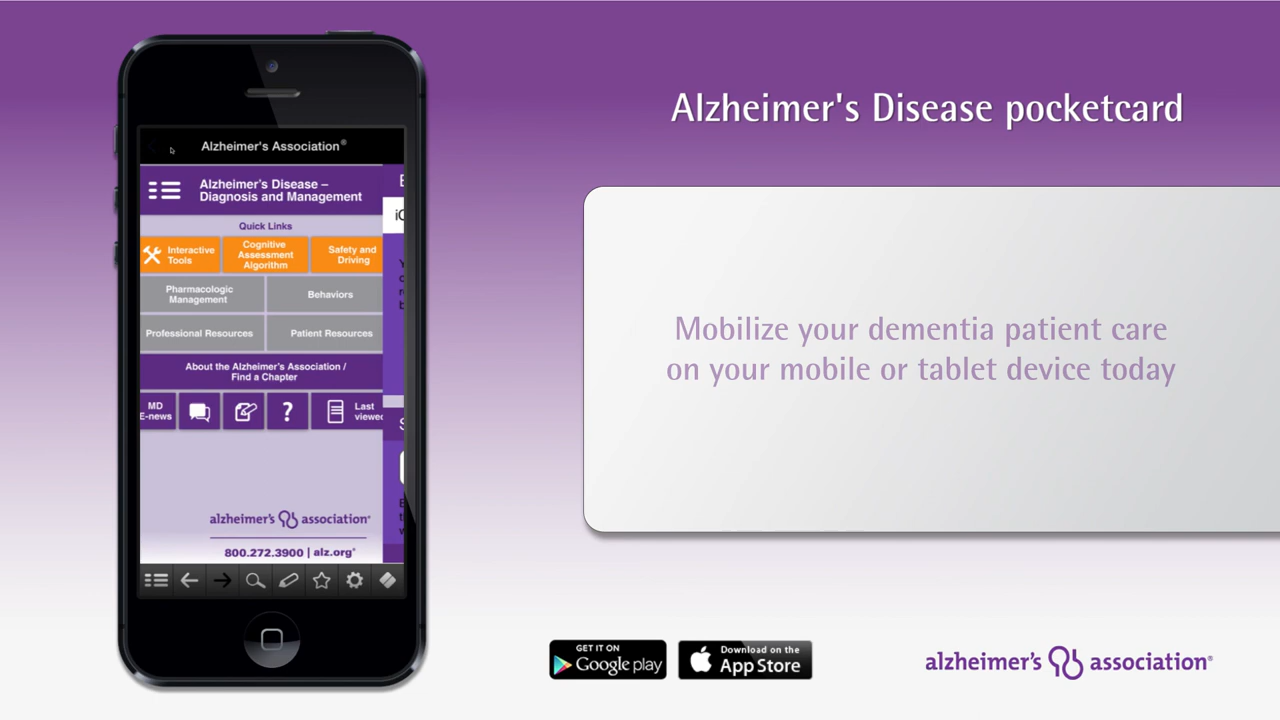 Alzheimer's Disease pocketcard
Alzheimer's Association®
Alzheimer's Disease –
Diagnosis and Management
Quick Links
Interactive
Tools
Cognitive
Assessment
Algorithm
Safety and
Driving
Pharmacologic
Management
Behaviors
Professional Resources
Patient Resources
About the Alzheimer's Association /
Find a Chapter
MD
E-news
?
Last
viewed
alzheimer's association®
800.272.3900 | alz.org®
Mobilize your dementia patient care
on your mobile or tablet device today
GET IT ON
Google play
Download on the
App Store
alzheimer's association®